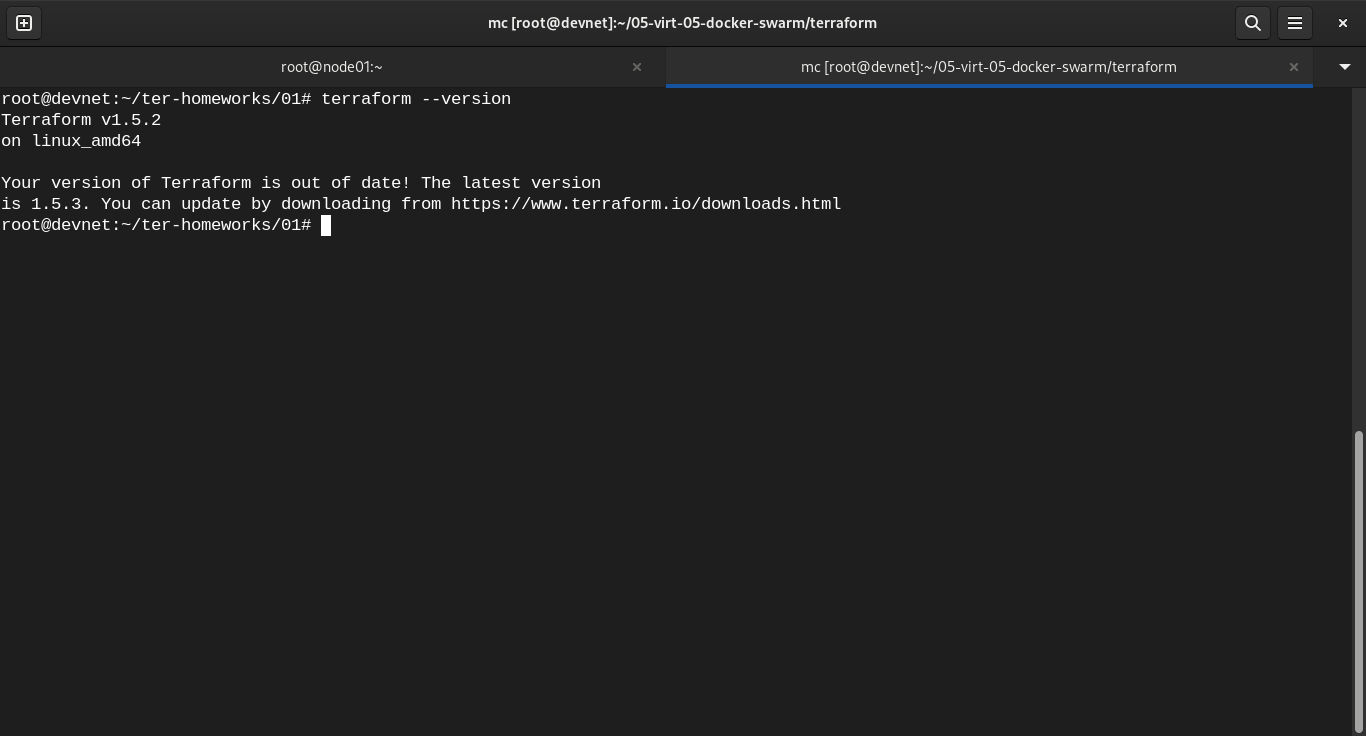 mc [root@devnet]:~/05-virt-05-docker-swarm/terraform
root@node01:~
mc [root@devnet]:~/05-virt-05-docker-swarm/terraform
root@devnet:~/ter-homeworks/01# terraform --version
Terraform v1.5.2
on linux_amd64
Your version of Terraform is out of date! The latest version
is 1.5.3. You can update by downloading from https://www.terraform.io/downloads.html
root@devnet:~/ter-homeworks/01#